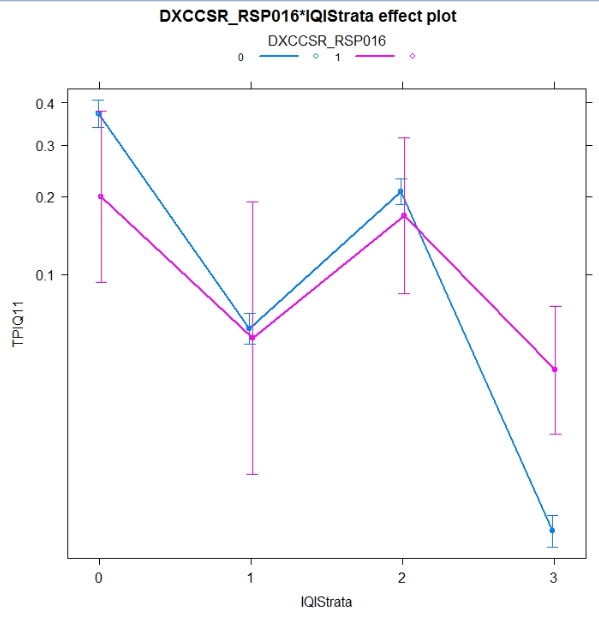 DXCCSR_RSP016*IQIStrata effect plot
DXCCSR_RSP016
0 1
0.4
0.3
0.2
0.1
TPIQ11
0 1 2 3
IQIStrata